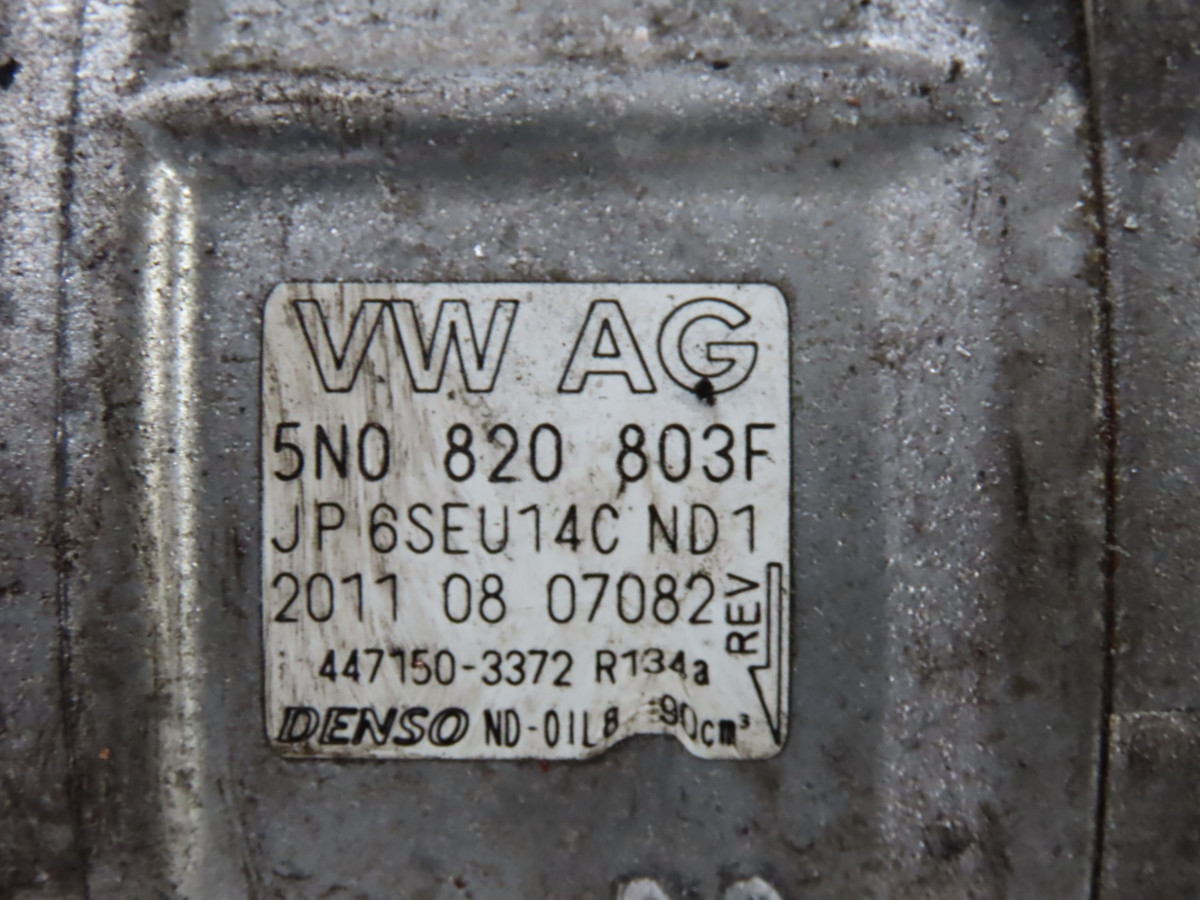 VW AG
5N0 820 803F
JP 6SEU14C ND1
2011 08 07082
REV
447150-3372 R134a
DENSO ND-OIL8 90cm³